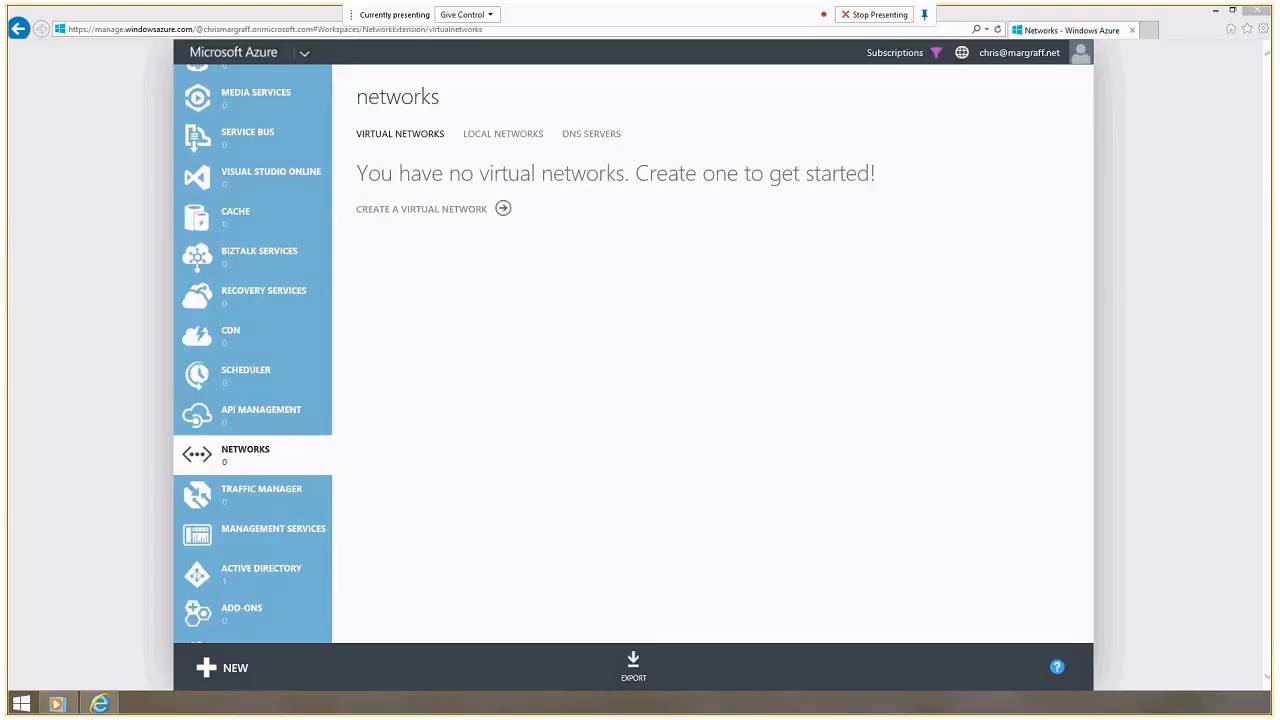 Currently presenting
Give Control
Stop Presenting
https://manage.windowsazure.com/@chrismargraff.onmicrosoft.com#Workspaces/NetworkExtension/virtualnetworks
Networks - Windows Azure
Microsoft Azure
Subscriptions
chris@margraff.net
0
MEDIA SERVICES
0
SERVICE BUS
0
VISUAL STUDIO ONLINE
0
CACHE
0
BIZTALK SERVICES
0
RECOVERY SERVICES
0
CDN
0
SCHEDULER
0
API MANAGEMENT
0
NETWORKS
0
TRAFFIC MANAGER
0
MANAGEMENT SERVICES
ACTIVE DIRECTORY
1
ADD-ONS
0
networks
VIRTUAL NETWORKS
LOCAL NETWORKS
DNS SERVERS
You have no virtual networks. Create one to get started!
CREATE A VIRTUAL NETWORK
NEW
EXPORT
?